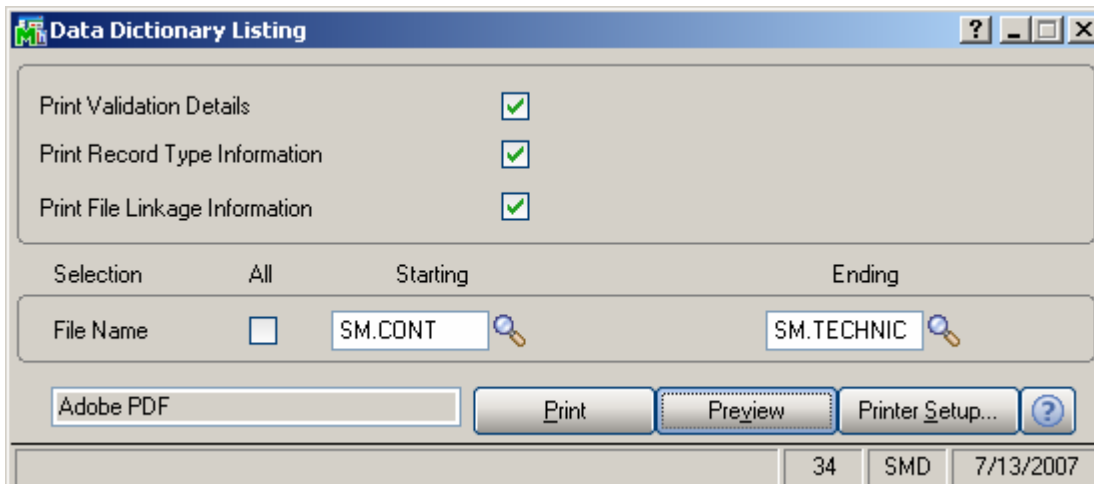 Data Dictionary Listing
Print Validation Details
Print Record Type Information
Print File Linkage Information
Selection All Starting Ending
File Name SM.CONT SM.TECHNIC
Adobe PDF Print Preview Printer Setup...
34 SMD 7/13/2007